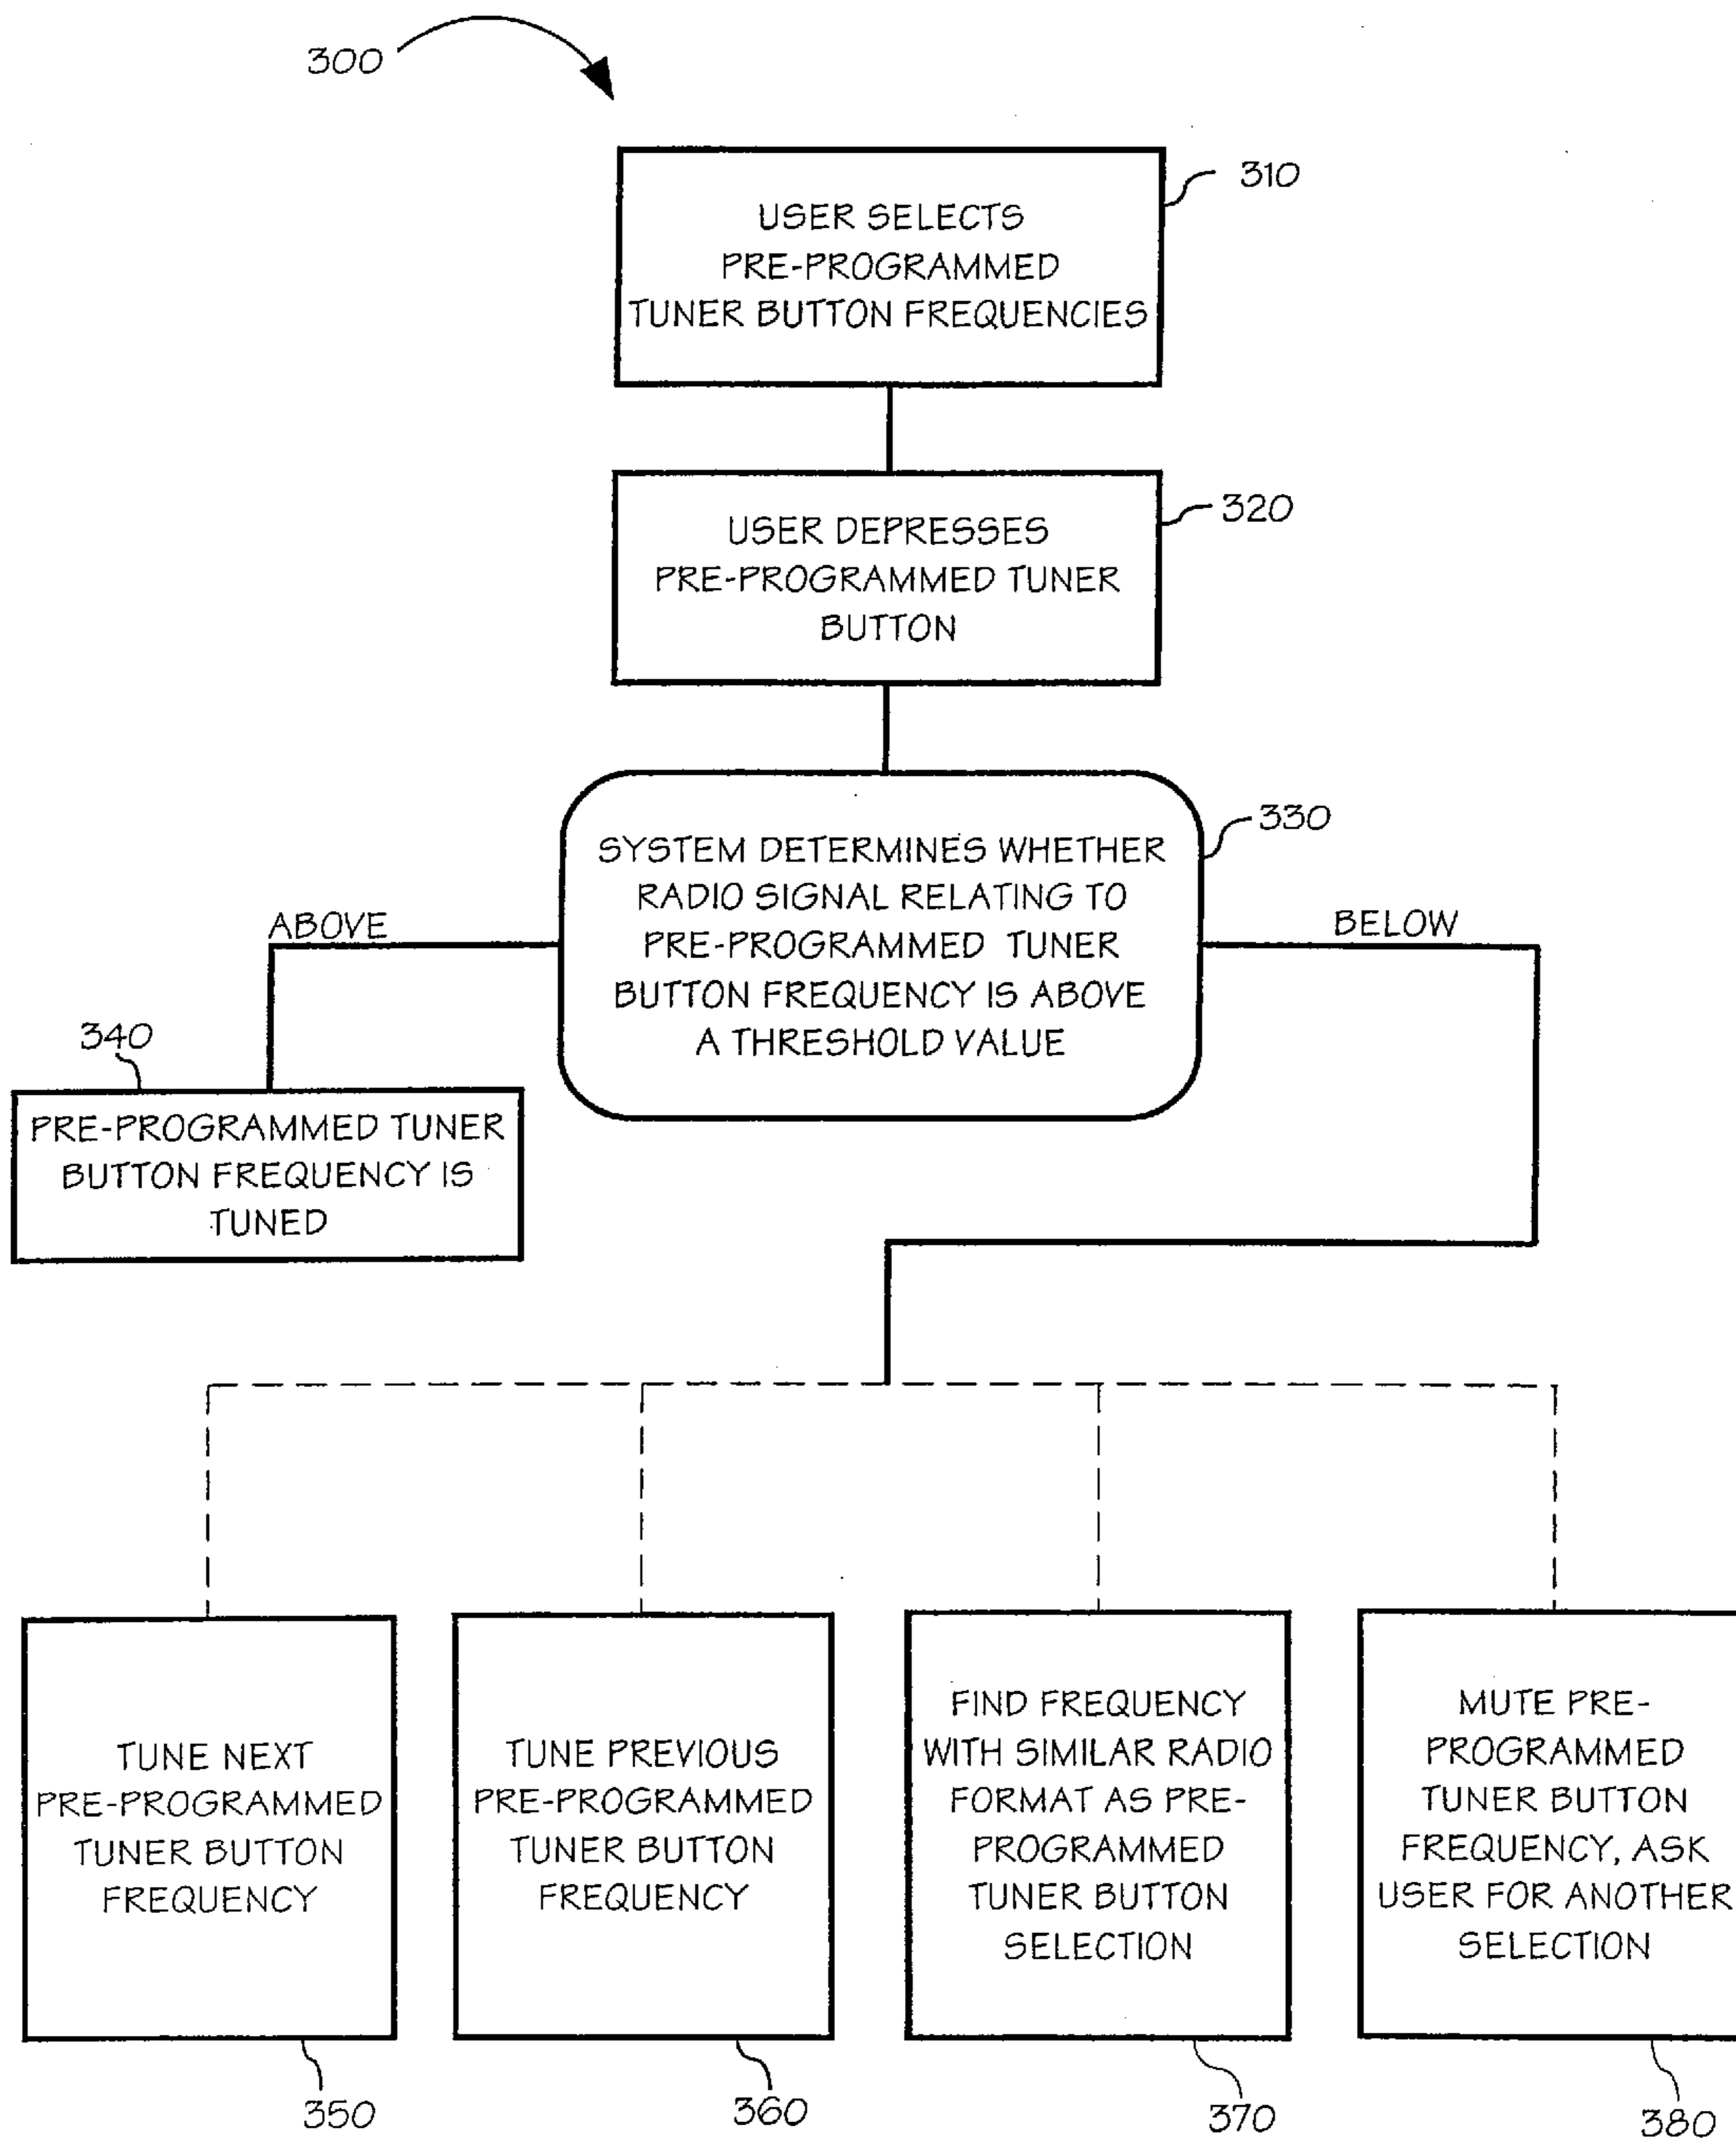 300
310
USER SELECTS
PRE-PROGRAMMED
TUNER BUTTON FREQUENCIES
320
USER DEPRESSES
PRE-PROGRAMMED TUNER
BUTTON
330
SYSTEM DETERMINES WHETHER
RADIO SIGNAL RELATING TO
PRE-PROGRAMMED TUNER
BUTTON FREQUENCY IS ABOVE
A THRESHOLD VALUE
ABOVE
BELOW
340
PRE-PROGRAMMED TUNER
BUTTON FREQUENCY IS
TUNED
TUNE NEXT
PRE-PROGRAMMED
TUNER BUTTON
FREQUENCY
350
TUNE PREVIOUS
PRE-PROGRAMMED
TUNER BUTTON
FREQUENCY
360
FIND FREQUENCY
WITH SIMILAR RADIO
FORMAT AS PRE-
PROGRAMMED
TUNER BUTTON
SELECTION
370
MUTE PRE-
PROGRAMMED
TUNER BUTTON
FREQUENCY, ASK
USER FOR ANOTHER
SELECTION
380